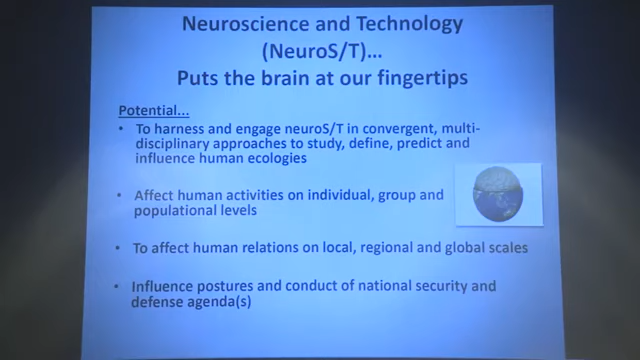 Neuroscience and Technology
(NeuroS/T)...
Puts the brain at our fingertips
Potential...
• To harness and engage neuroS/T in convergent, multi-
disciplinary approaches to study, define, predict and
influence human ecologies
• Affect human activities on individual, group and
populational levels
• To affect human relations on local, regional and global scales
• Influence postures and conduct of national security and
defense agenda(s)